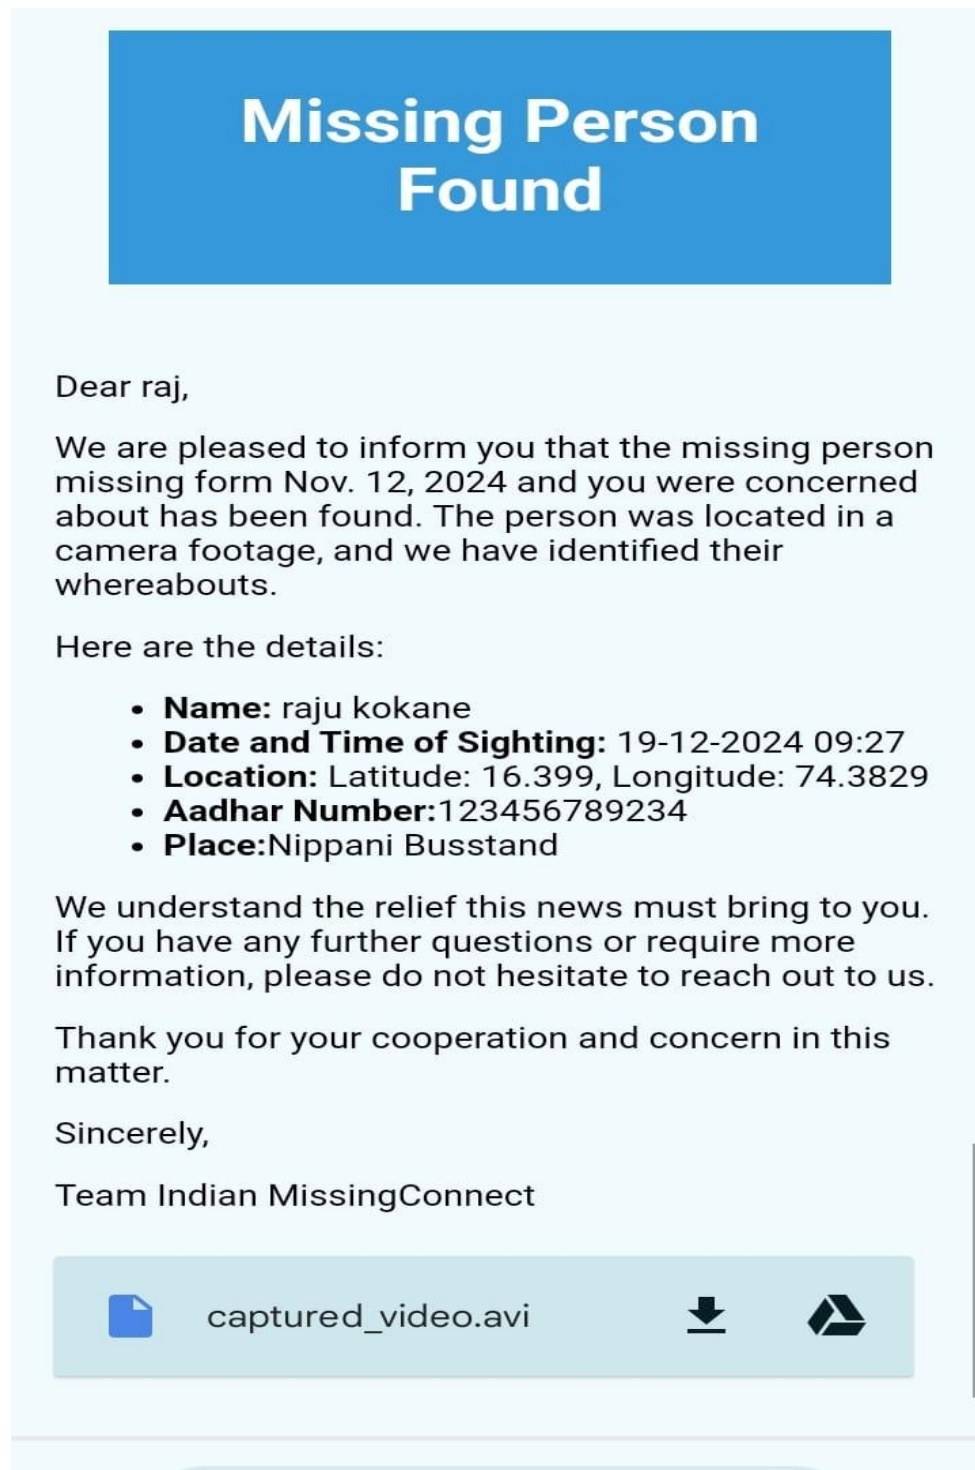 Missing Person
Found
Dear raj,
We are pleased to inform you that the missing person
missing form Nov. 12, 2024 and you were concerned
about has been found. The person was located in a
camera footage, and we have identified their
whereabouts.
Here are the details:
• Name: raju kokane
• Date and Time of Sighting: 19-12-2024 09:27
• Location: Latitude: 16.399, Longitude: 74.3829
• Aadhar Number:123456789234
• Place:Nippani Busstand
We understand the relief this news must bring to you.
If you have any further questions or require more
information, please do not hesitate to reach out to us.
Thank you for your cooperation and concern in this
matter.
Sincerely,
Team Indian MissingConnect
captured_video.avi